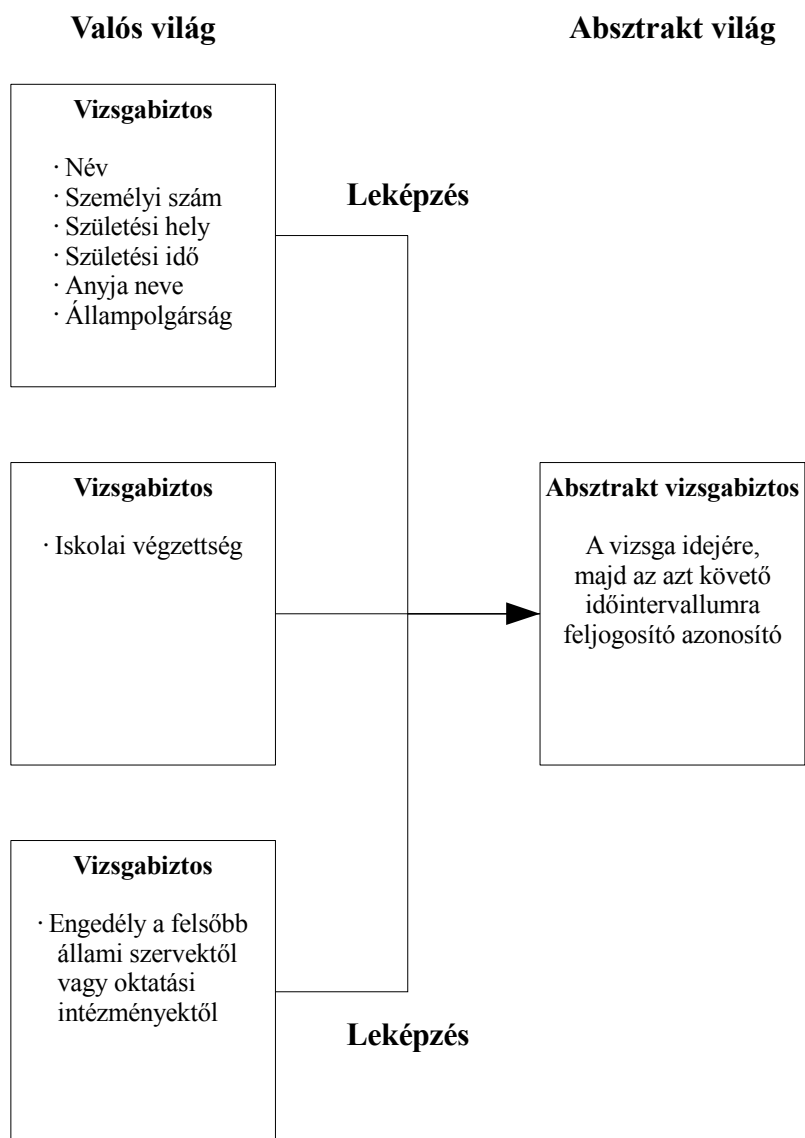 Valós világ
Absztrakt világ
Vizsgabiztos
· Név
· Személyi szám
· Születési hely
· Születési idő
· Anyja neve
· Állampolgárság
Leképzés
Vizsgabiztos
· Iskolai végzettség
Absztrakt vizsgabiztos
A vizsga idejére,
majd az azt követő
időintervallumra
feljogosító azonosító
Vizsgabiztos
· Engedély a felsőbb
állami szervektől
vagy oktatási
intézményektől
Leképzés